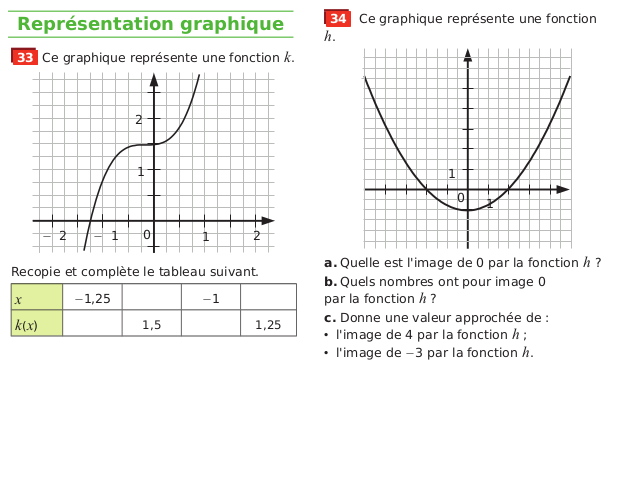 Représentation graphique
33 Ce graphique représente une fonction k.
2
1
− 2 − 1 0 1 2
Recopie et complète le tableau suivant.
x −1,25 −1
k(x) 1,5 1,25
34 Ce graphique représente une fonction
h.
1
0 1
a. Quelle est l'image de 0 par la fonction h ?
b. Quels nombres ont pour image 0
par la fonction h ?
c. Donne une valeur approchée de :
• l'image de 4 par la fonction h ;
• l'image de −3 par la fonction h.